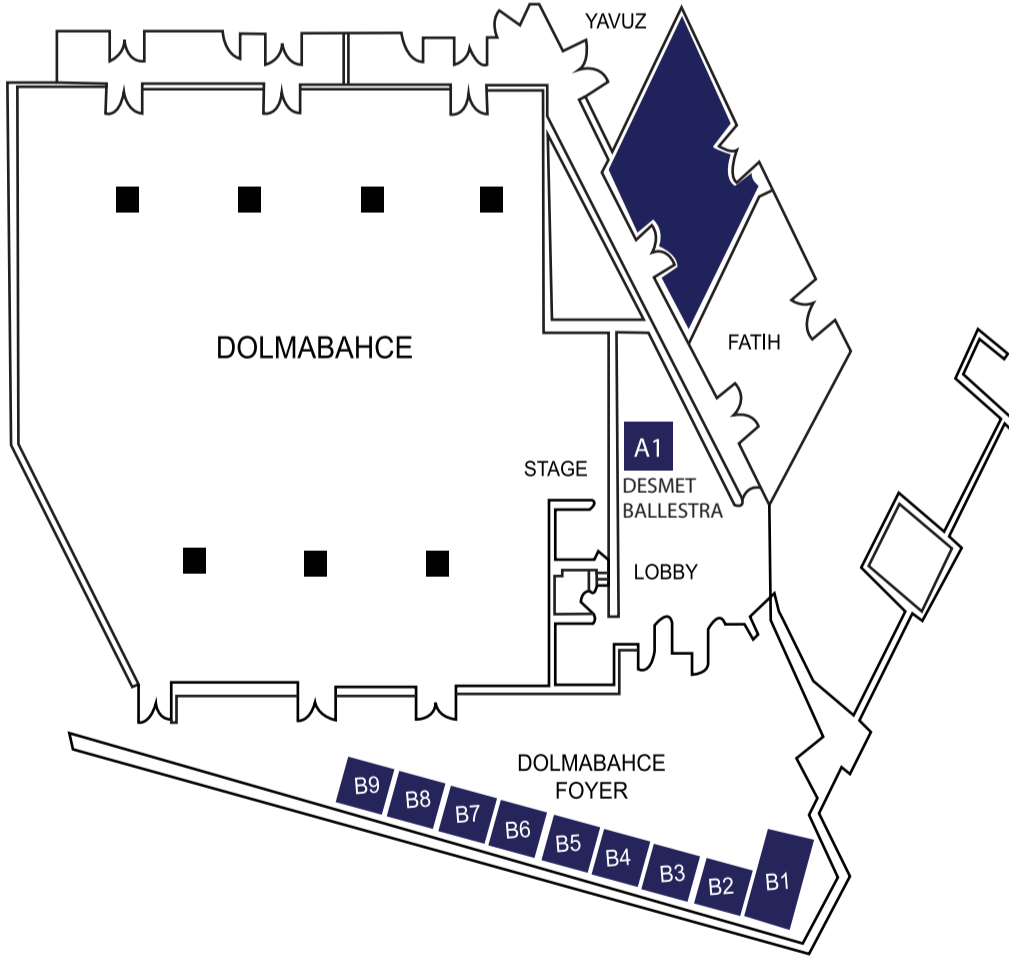 YAVUZ
DOLMABAHCE
FATIH
A1
STAGE
DESMET
BALLESTRA
LOBBY
DOLMABAHCE
FOYER
B9
B8
B7
B6
B5
B4
B3
B2
B1